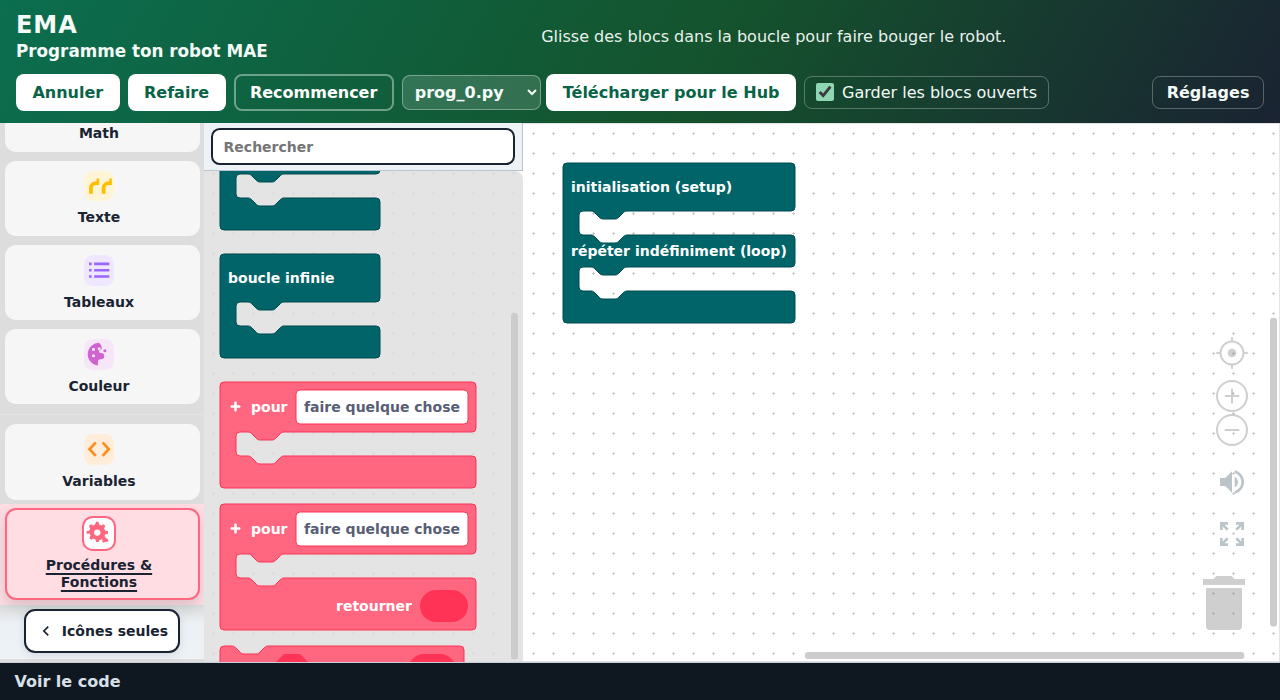 EMA
Programme ton robot MAE
Glisse des blocs dans la boucle pour faire bouger le robot.
Annuler
Refaire
Recommencer
prog_0.py
Télécharger pour le Hub
Garder les blocs ouverts
Réglages
Math
Texte
Tableaux
Couleur
Variables
Procédures &
Fonctions
Icônes seules
Rechercher
boucle infinie
pour faire quelque chose
pour faire quelque chose
retourner
initialisation (setup)
répéter indéfiniment (loop)
Voir le code